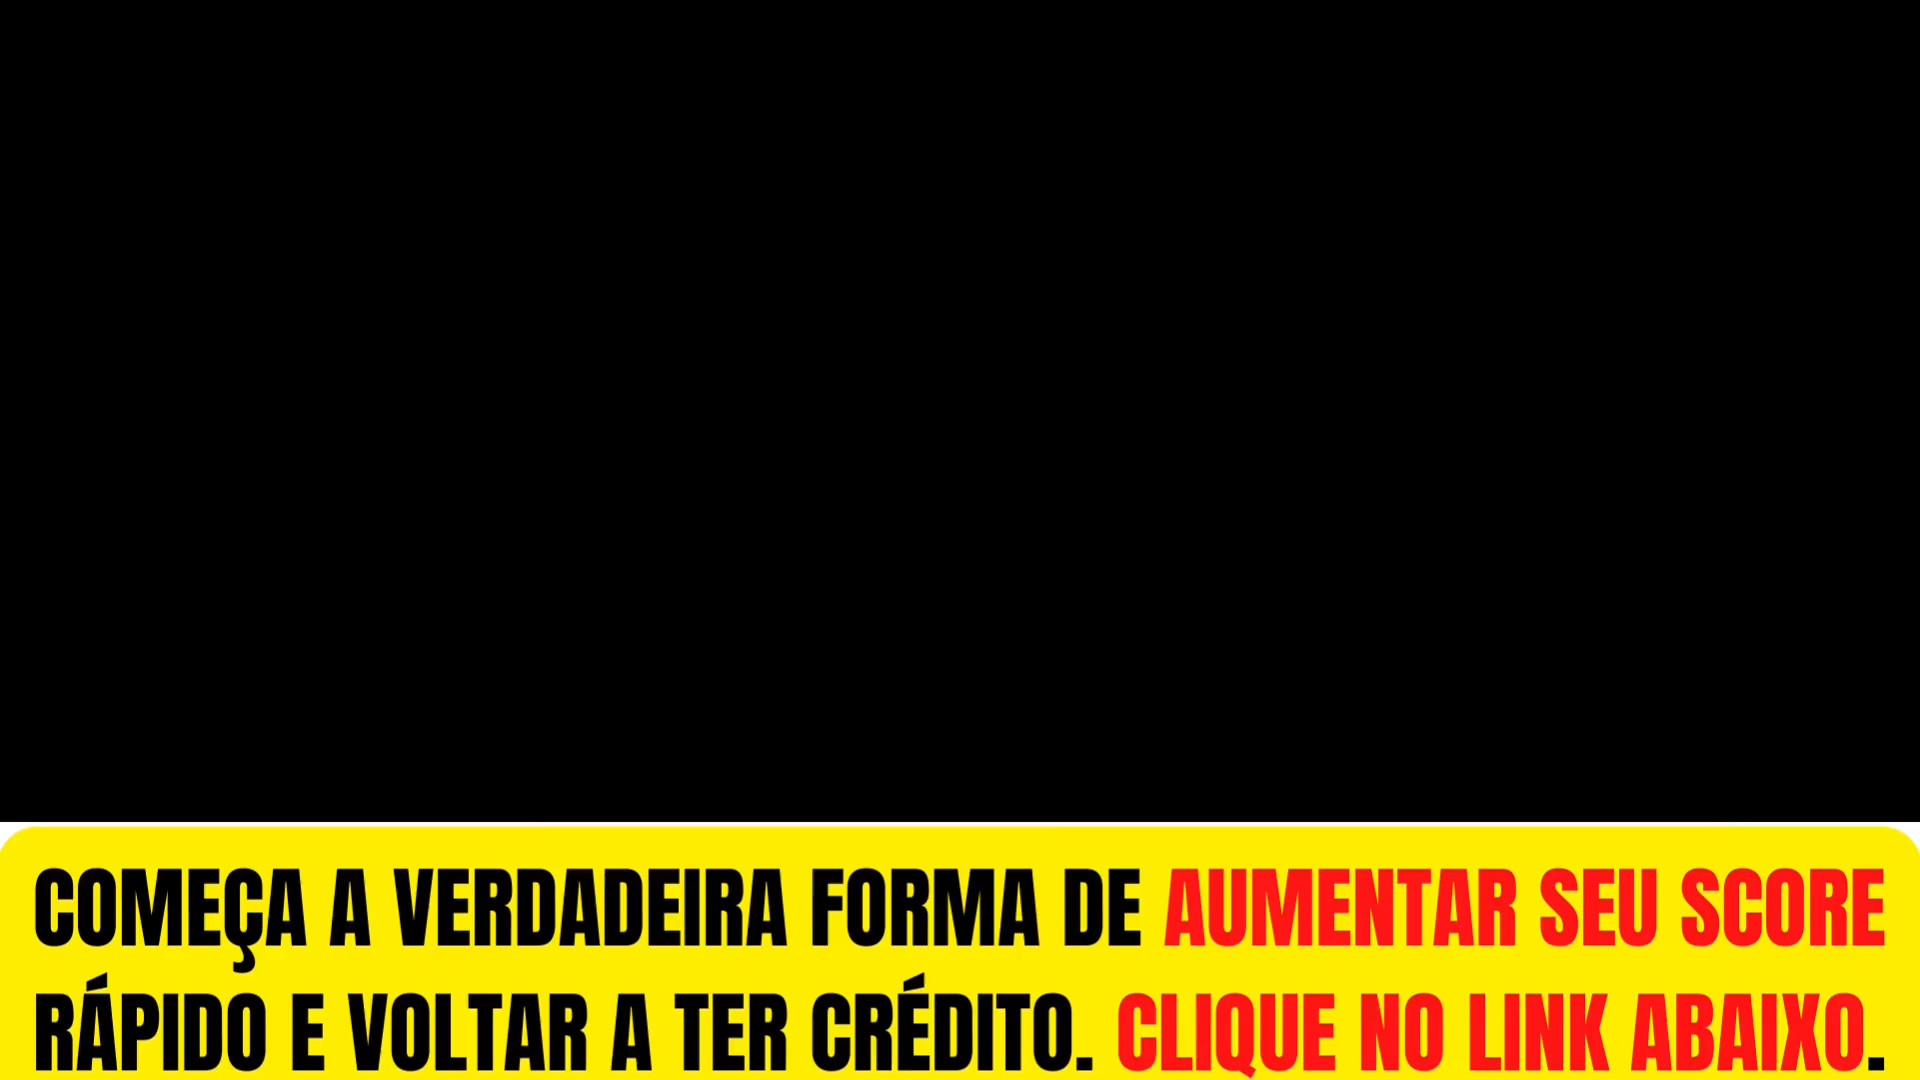 COMEÇA A VERDADEIRA FORMA DE AUMENTAR SEU SCORE
RÁPIDO E VOLTAR A TER CRÉDITO. CLIQUE NO LINK ABAIXO.